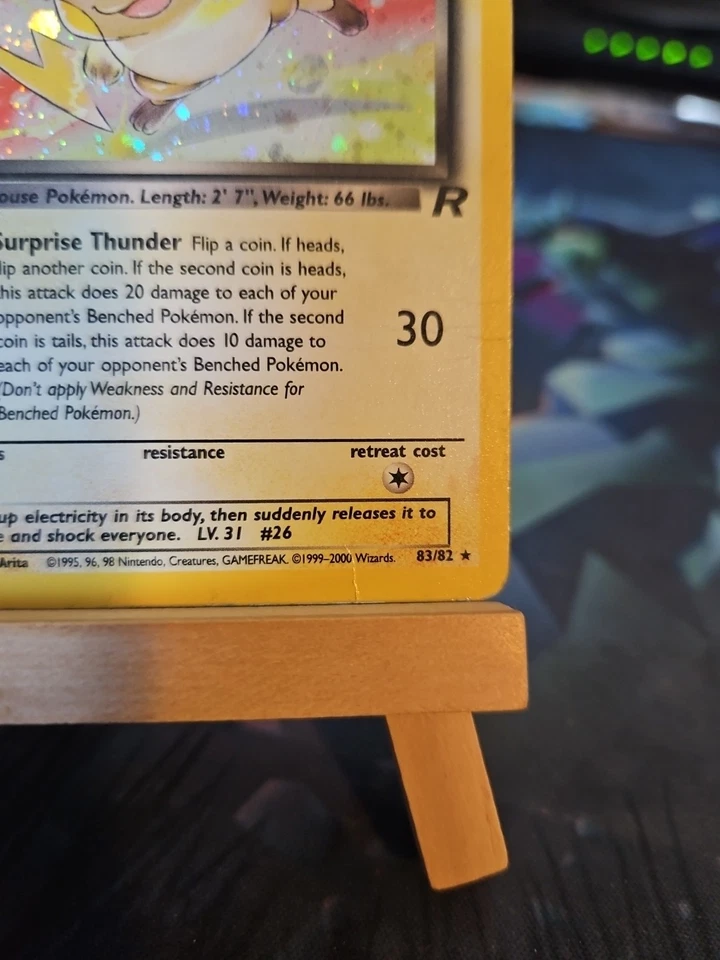 ouse Pokémon. Length: 2' 7", Weight: 66 lbs.
R
Surprise Thunder Flip a coin. If heads,
lip another coin. If the second coin is heads,
his attack does 20 damage to each of your
opponent's Benched Pokémon. If the second
coin is tails, this attack does 10 damage to
each of your opponent's Benched Pokémon.
(Don't apply Weakness and Resistance for
Benched Pokémon.)
30
s resistance retreat cost
up electricity in its body, then suddenly releases it to
e and shock everyone. LV. 31 #26
Arita ©1995, 96, 98 Nintendo, Creatures, GAMEFREAK. ©1999–2000 Wizards. 83/82 ★